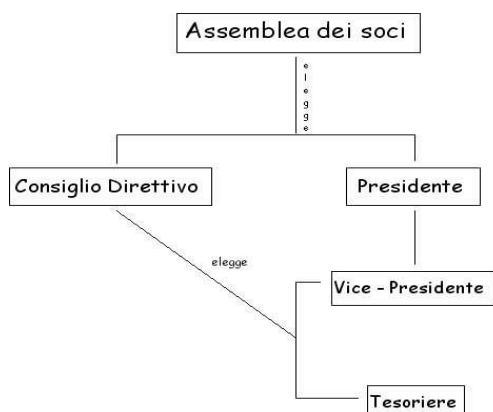 Assemblea dei soci
elegge
Consiglio Direttivo
Presidente
elegge
Vice - Presidente
Tesoriere